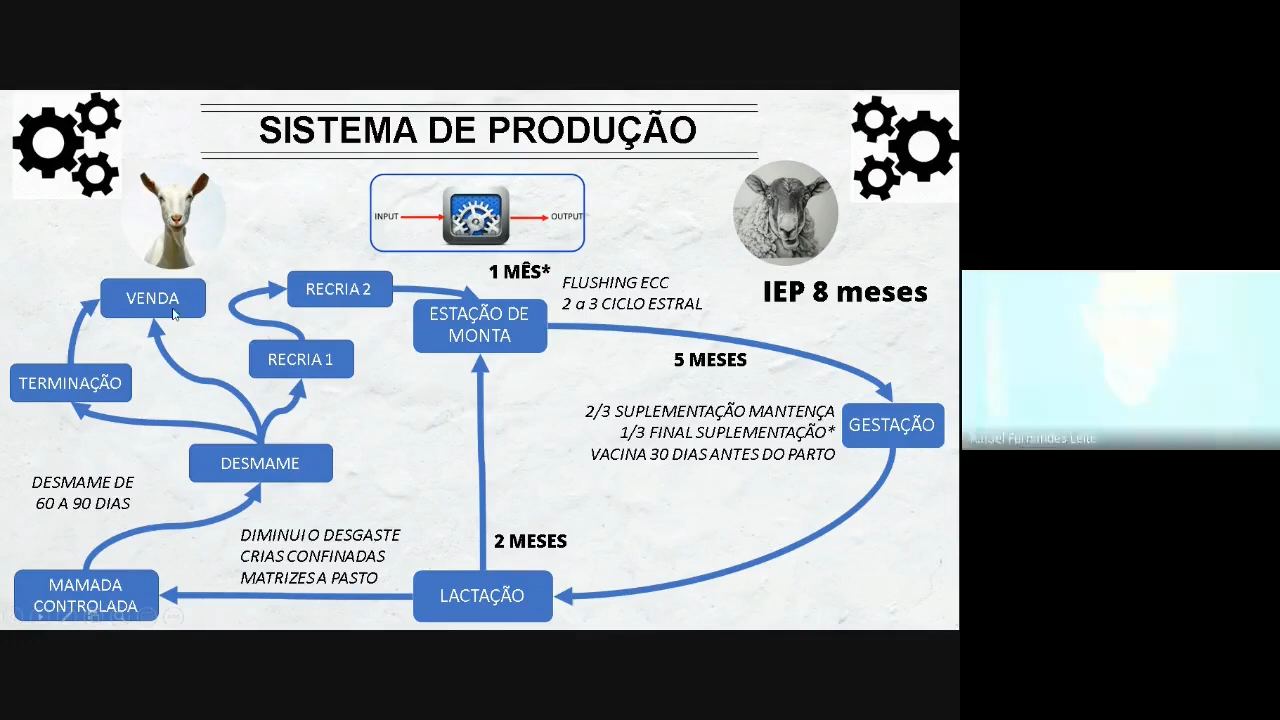 SISTEMA DE PRODUÇÃO
INPUT
OUTPUT
1 MÊS*
FLUSHING ECC
2 a 3 CICLO ESTRAL
IEP 8 meses
VENDA
RECRIA 2
ESTAÇÃO DE
MONTA
RECRIA 1
5 MESES
TERMINAÇÃO
2/3 SUPLEMENTAÇÃO MANTENÇA
1/3 FINAL SUPLEMENTAÇÃO*
VACINA 30 DIAS ANTES DO PARTO
GESTAÇÃO
DESMAME
DESMAME DE
60 A 90 DIAS
DIMINUI O DESGASTE
CRIAS CONFINADAS
MATRIZES A PASTO
2 MESES
MAMADA
CONTROLADA
LACTAÇÃO
Fernandes Leite